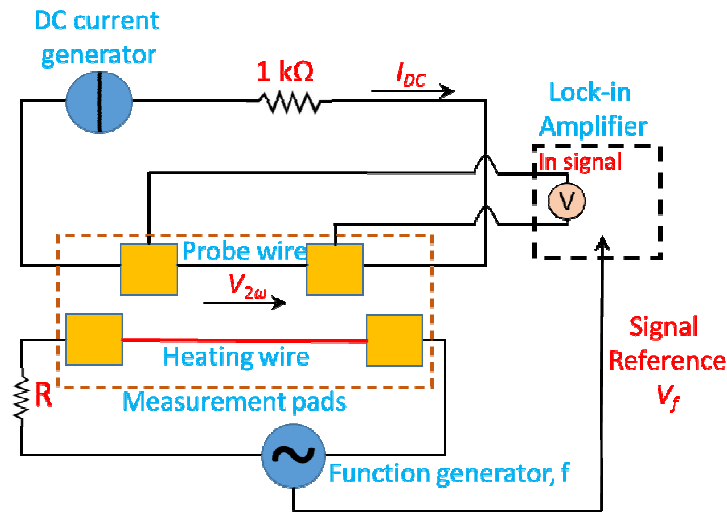 DC current
generator
1 kΩ
I_DC
Lock-in
Amplifier
In signal
V
Probe wire
V_2ω
Heating wire
R
Measurement pads
Signal
Reference
V_f
Function generator, f